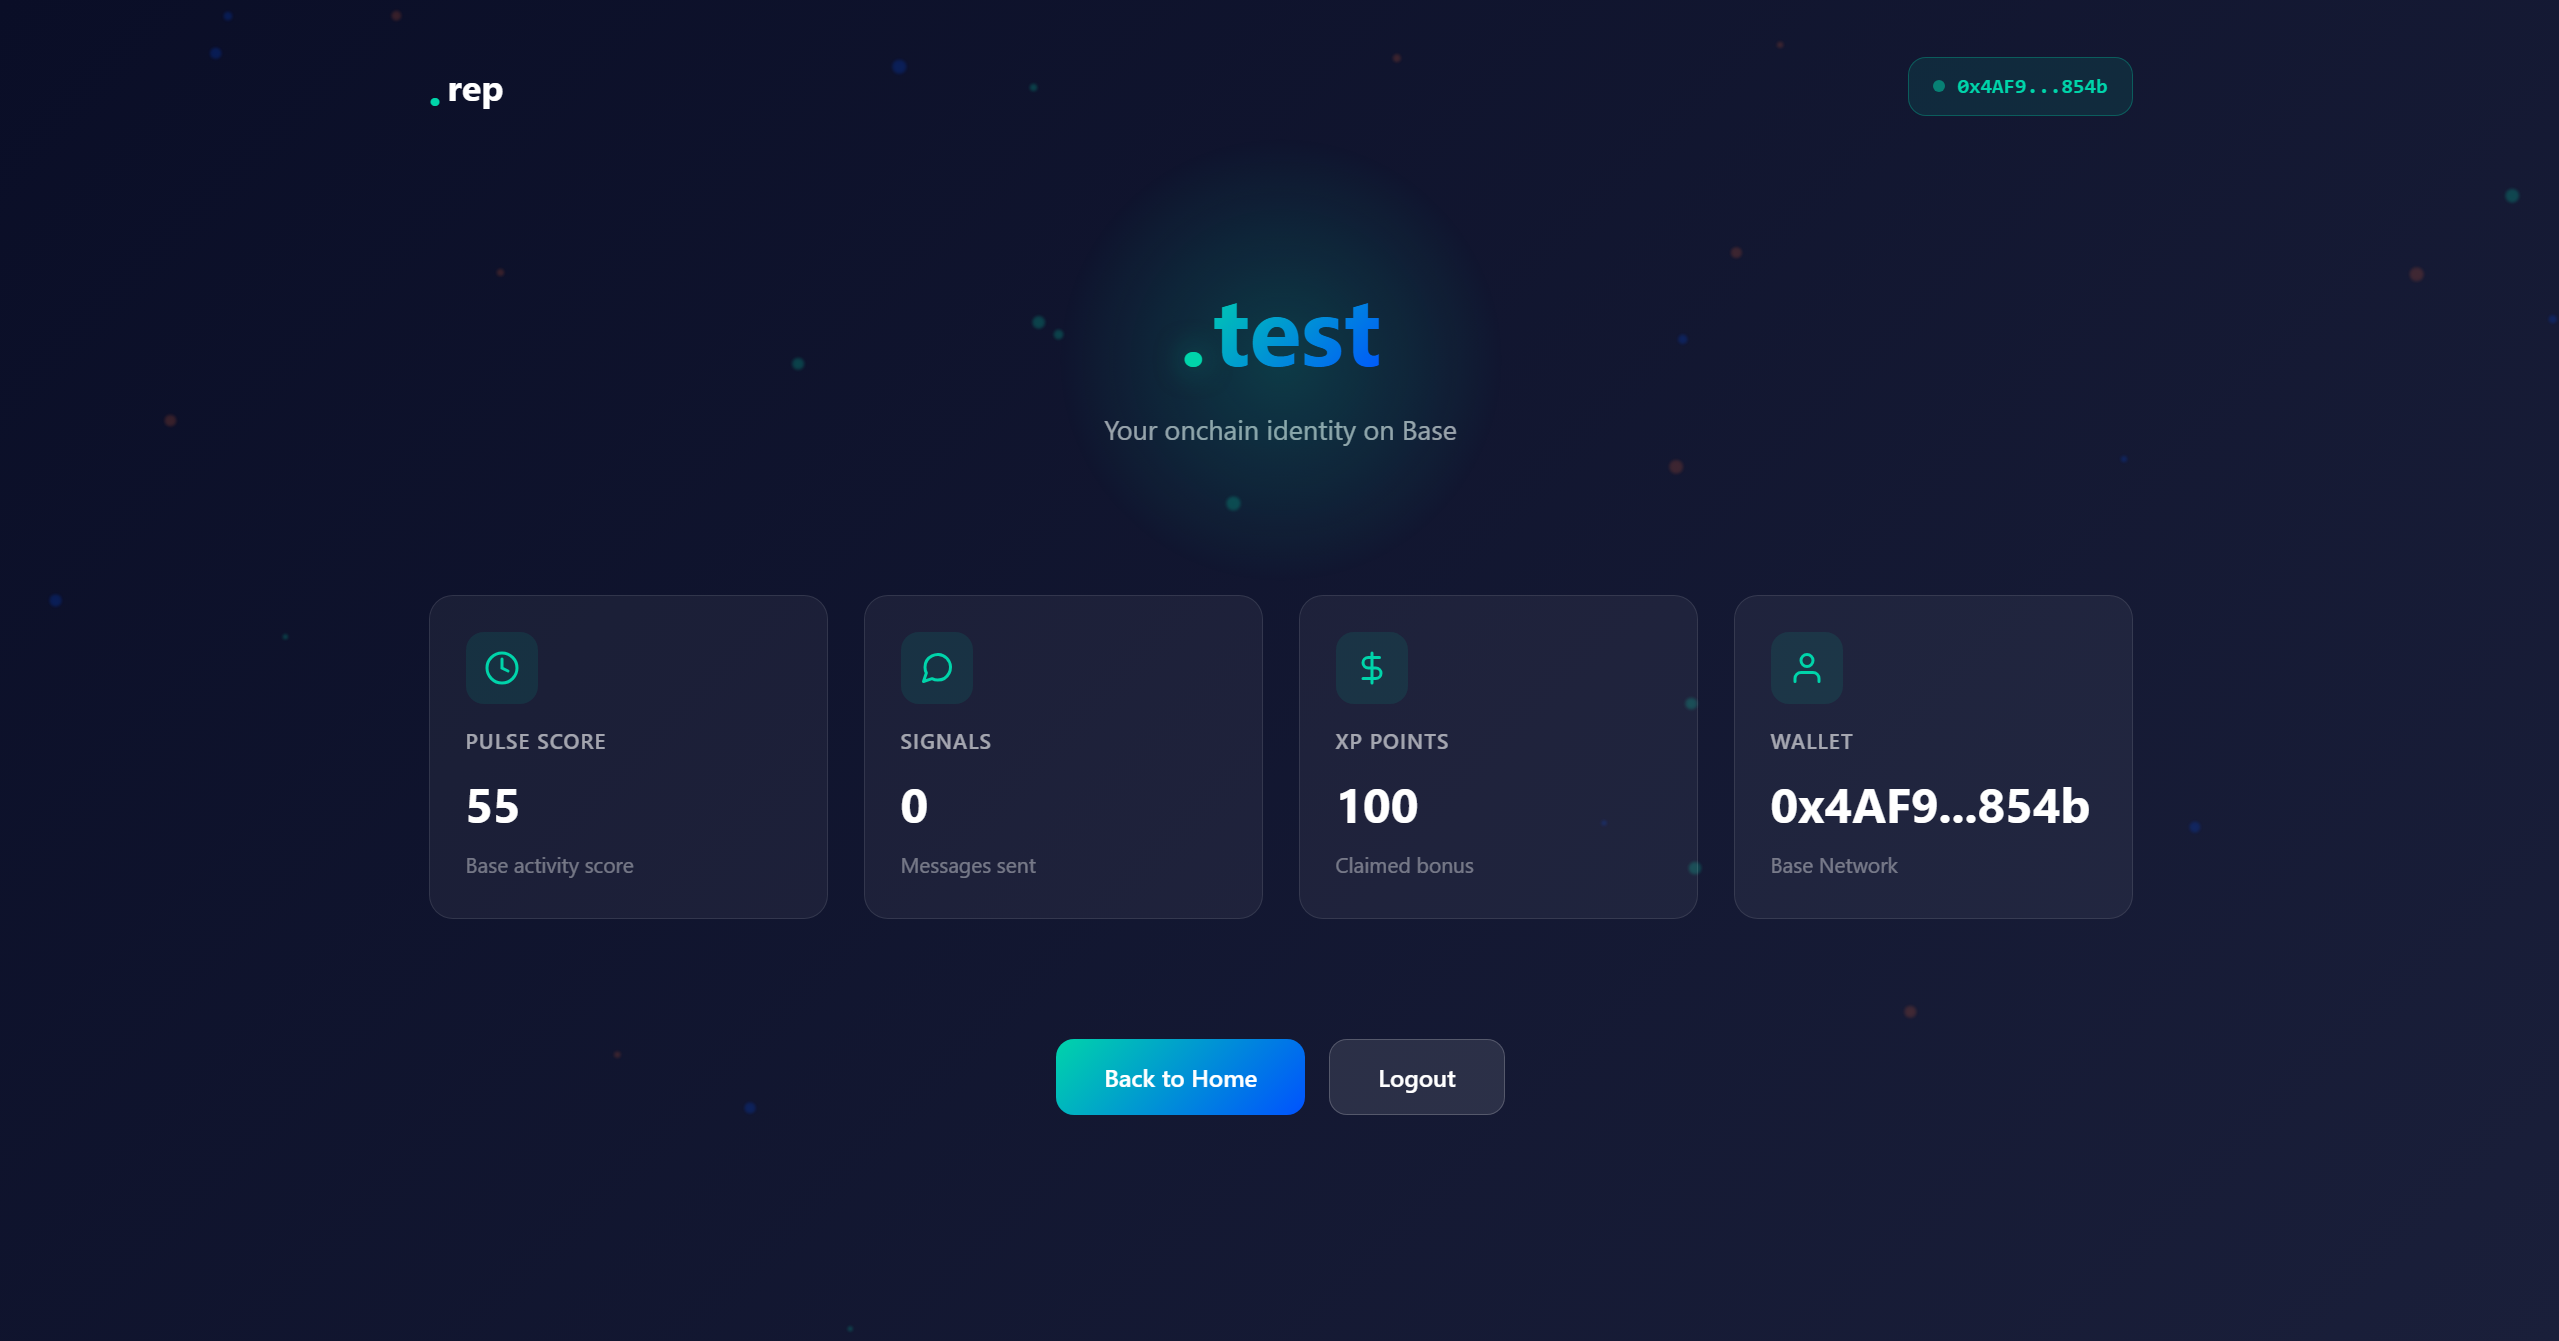 .rep
0x4AF9...854b
.test
Your onchain identity on Base
PULSE SCORE
55
Base activity score
SIGNALS
0
Messages sent
XP POINTS
100
Claimed bonus
WALLET
0x4AF9...854b
Base Network
Back to Home
Logout